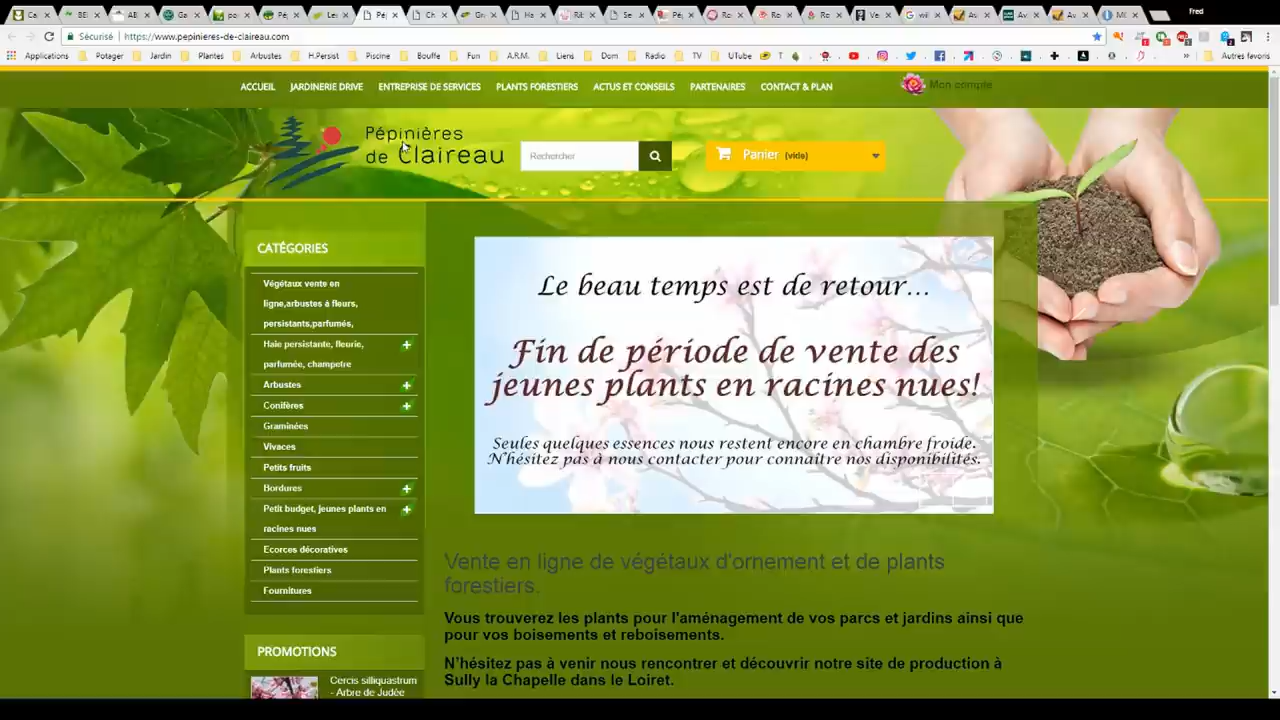 Fred
Sécurisé | https://www.pepinieres-de-claireau.com
Applications Potager Jardin Plantes Arbustes H.Persist Piscine Bouffe Fun A.R.M. Liens Dom Radio TV UTube T Autres favoris
ACCUEIL JARDINERIE DRIVE ENTREPRISE DE SERVICES PLANTS FORESTIERS ACTUS ET CONSEILS PARTENAIRES CONTACT & PLAN Mon compte
Pépinières
de Claireau
Rechercher
Panier (vide)
CATÉGORIES
Végétaux vente en
ligne,arbustes à fleurs,
persistants,parfumés,
Haie persistante, fleurie,
parfumée, champetre
Arbustes
Conifères
Graminées
Vivaces
Petits fruits
Bordures
Petit budget, jeunes plants en
racines nues
Ecorces décoratives
Plants forestiers
Fournitures
PROMOTIONS
Cercis silliquastrum
- Arbre de Judée
Le beau temps est de retour...
Fin de période de vente des
jeunes plants en racines nues!
Seules quelques essences nous restent encore en chambre froide.
N'hésitez pas à nous contacter pour connaître nos disponibilités.
Vente en ligne de végétaux d'ornement et de plants
forestiers.
Vous trouverez les plants pour l'aménagement de vos parcs et jardins ainsi que
pour vos boisements et reboisements.
N'hésitez pas à venir nous rencontrer et découvrir notre site de production à
Sully la Chapelle dans le Loiret.